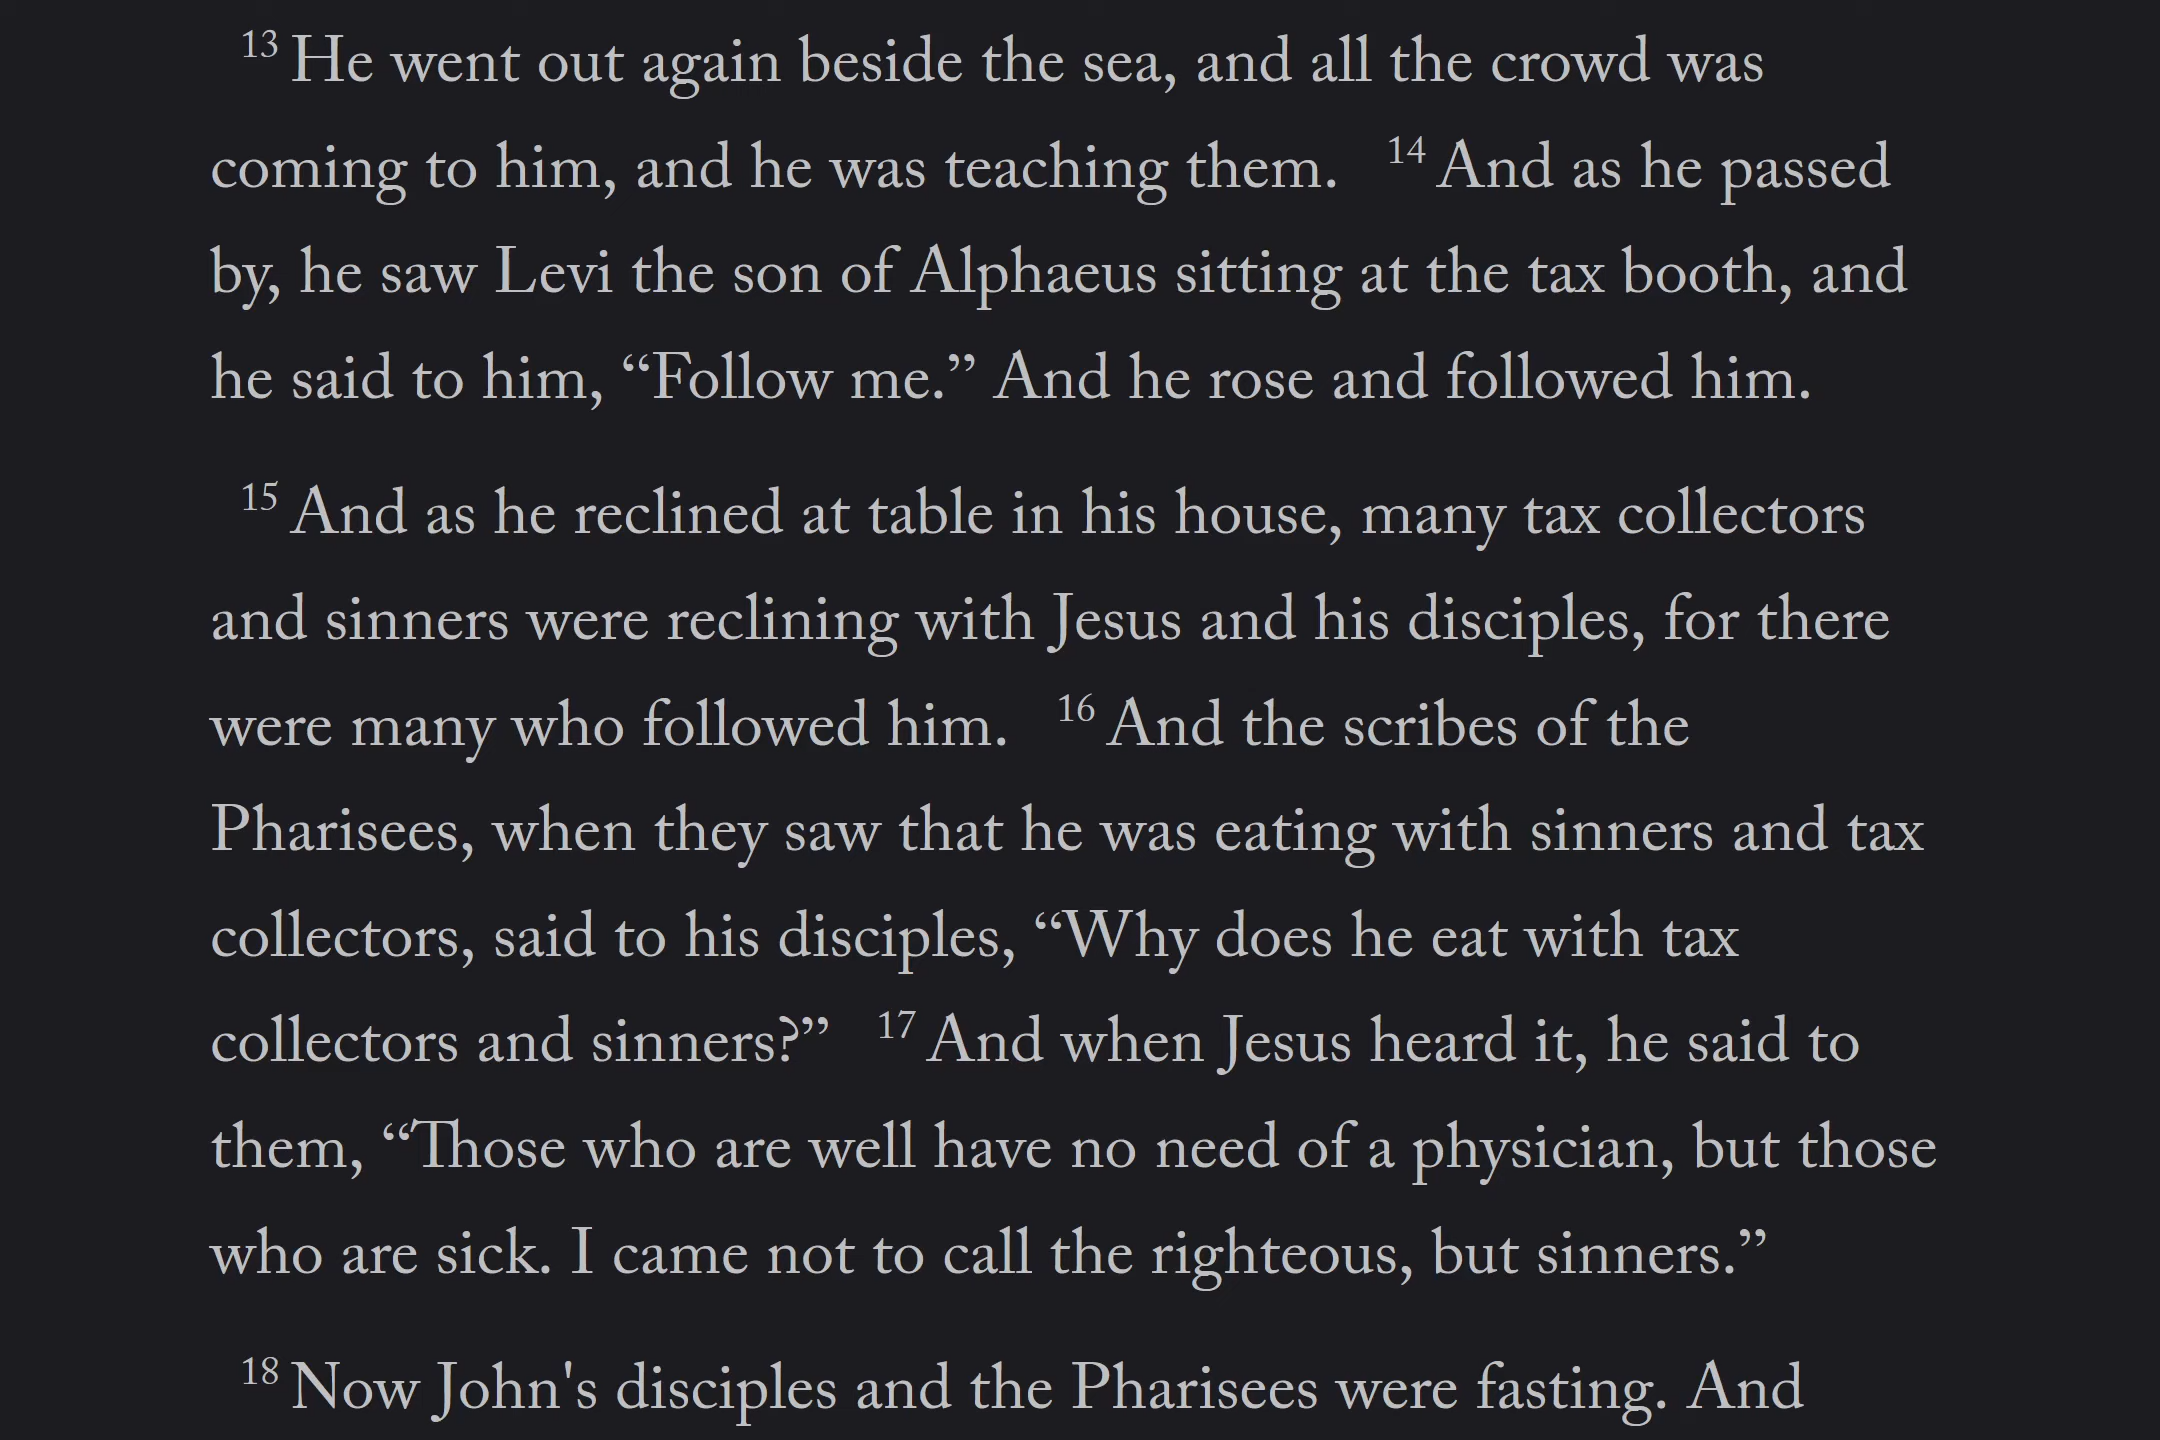 13 He went out again beside the sea, and all the crowd was
coming to him, and he was teaching them. 14 And as he passed
by, he saw Levi the son of Alphaeus sitting at the tax booth, and
he said to him, “Follow me.” And he rose and followed him.
15 And as he reclined at table in his house, many tax collectors
and sinners were reclining with Jesus and his disciples, for there
were many who followed him. 16 And the scribes of the
Pharisees, when they saw that he was eating with sinners and tax
collectors, said to his disciples, “Why does he eat with tax
collectors and sinners?” 17 And when Jesus heard it, he said to
them, “Those who are well have no need of a physician, but those
who are sick. I came not to call the righteous, but sinners.”
18 Now John's disciples and the Pharisees were fasting. And